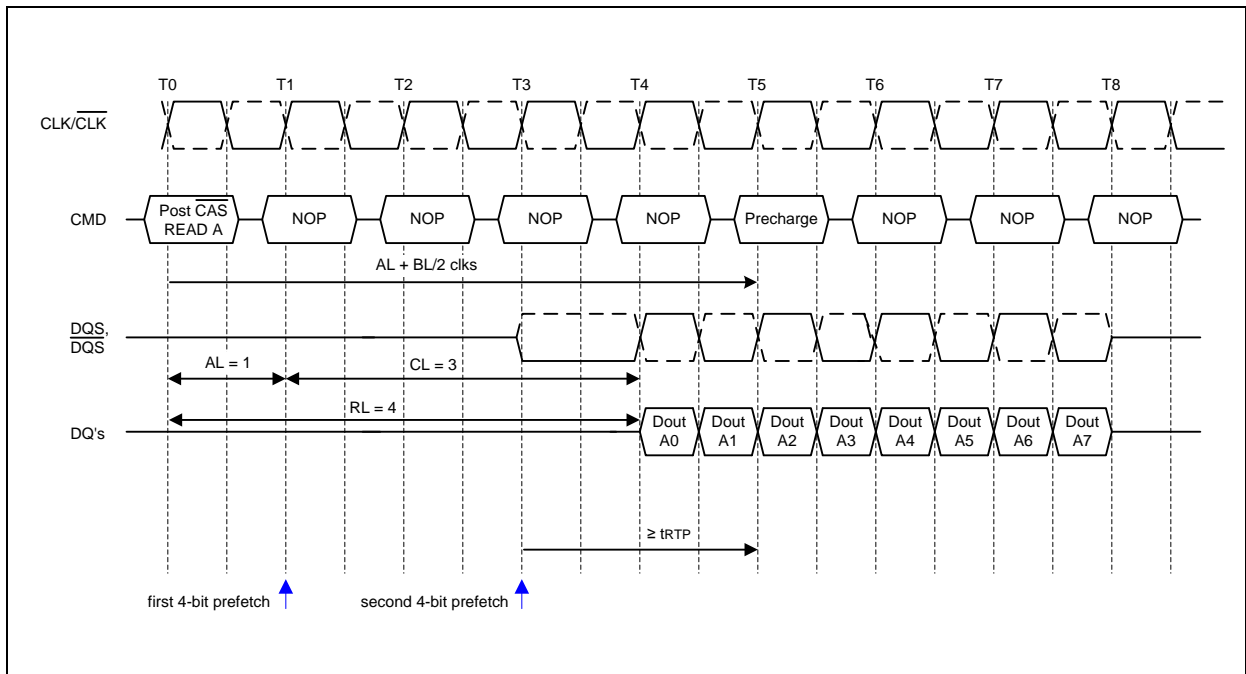 T0 T1 T2 T3 T4 T5 T6 T7 T8
CLK/CLK
CMD
Post CAS
READ A
NOP NOP NOP NOP Precharge NOP NOP NOP
AL + BL/2 clks
DQS,
DQS
AL = 1
CL = 3
RL = 4
DQ's
Dout Dout Dout Dout Dout Dout Dout Dout
A0 A1 A2 A3 A4 A5 A6 A7
≥ tRTP
first 4-bit prefetch
second 4-bit prefetch